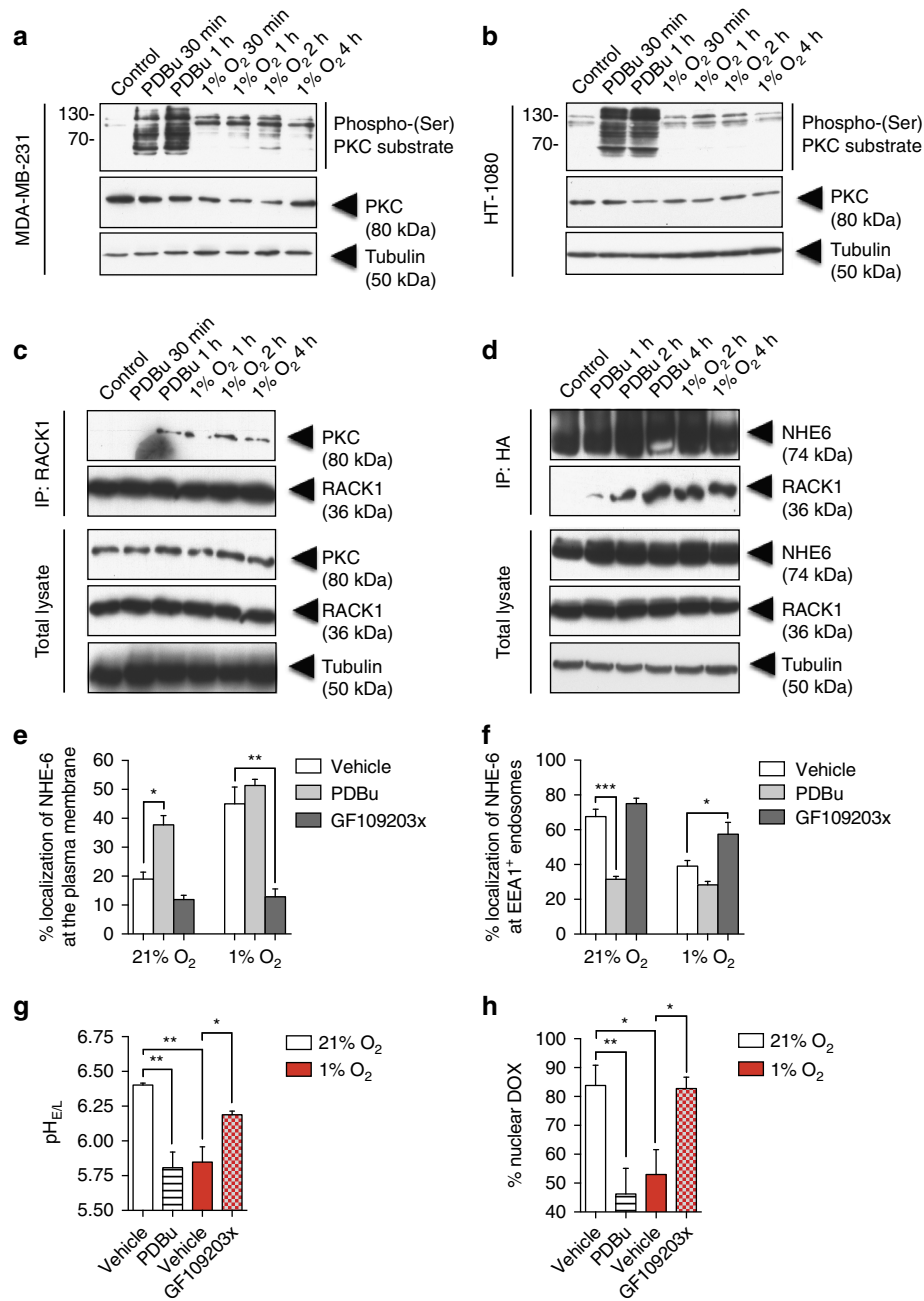 a
Control
PDBu 30 min
PDBu 1 h
1% O2 30 min
1% O2 1 h
1% O2 2 h
1% O2 4 h
MDA-MB-231
130-
70-
Phospho-(Ser)
PKC substrate
PKC
(80 kDa)
Tubulin
(50 kDa)
b
Control
PDBu 30 min
PDBu 1 h
1% O2 30 min
1% O2 1 h
1% O2 2 h
1% O2 4 h
HT-1080
130-
70-
Phospho-(Ser)
PKC substrate
PKC
(80 kDa)
Tubulin
(50 kDa)
c
Control
PDBu 30 min
PDBu 1 h
1% O2 1 h
1% O2 2 h
1% O2 4 h
IP: RACK1
PKC
(80 kDa)
RACK1
(36 kDa)
Total lysate
PKC
(80 kDa)
RACK1
(36 kDa)
Tubulin
(50 kDa)
d
Control
PDBu 1 h
PDBu 2 h
PDBu 4 h
1% O2 2 h
1% O2 4 h
IP: HA
NHE6
(74 kDa)
RACK1
(36 kDa)
Total lysate
NHE6
(74 kDa)
RACK1
(36 kDa)
Tubulin
(50 kDa)
e
% localization of NHE-6
at the plasma membrane
60
50
40
30
20
10
0
*
**
21% O2
1% O2
Vehicle
PDBu
GF109203x
f
% localization of NHE-6
at EEA1+ endosomes
100
80
60
40
20
0
***
*
21% O2
1% O2
g
pHE/L
6.75
6.50
6.25
6.00
5.75
5.50
**
**
*
21% O2
1% O2
Vehicle
PDBu
Vehicle
GF109203x
h
% nuclear DOX
100
90
80
70
60
50
40
*
**
*
21% O2
1% O2
Vehicle
PDBu
Vehicle
GF109203x